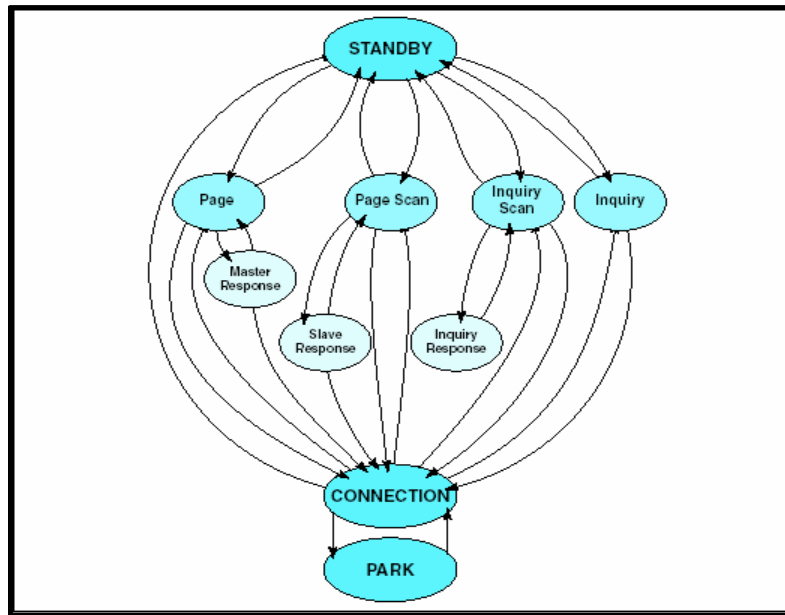 STANDBY
Page
Page Scan
Inquiry
Scan
Inquiry
Master
Response
Slave
Response
Inquiry
Response
CONNECTION
PARK